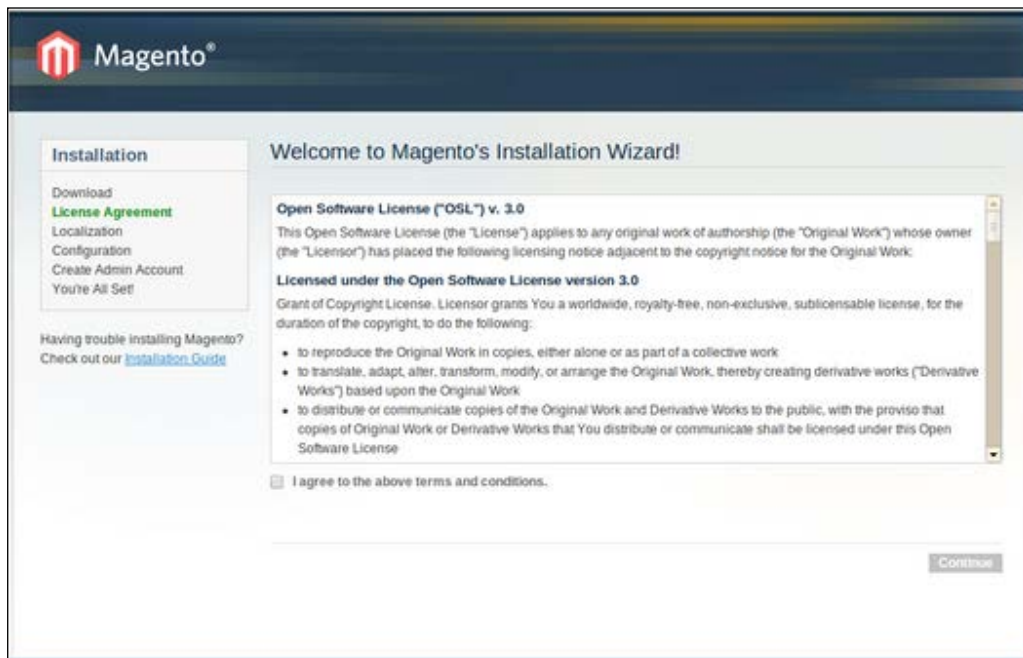 Magento®
Installation
Download
License Agreement
Localization
Configuration
Create Admin Account
You're All Set!
Having trouble installing Magento?
Check out our Installation Guide
Welcome to Magento's Installation Wizard!
Open Software License ("OSL") v. 3.0
This Open Software License (the "License") applies to any original work of authorship (the "Original Work") whose owner
(the "Licensor") has placed the following licensing notice adjacent to the copyright notice for the Original Work:
Licensed under the Open Software License version 3.0
Grant of Copyright License. Licensor grants You a worldwide, royalty-free, non-exclusive, sublicensable license, for the
duration of the copyright, to do the following:
• to reproduce the Original Work in copies, either alone or as part of a collective work
• to translate, adapt, alter, transform, modify, or arrange the Original Work, thereby creating derivative works ("Derivative
Works") based upon the Original Work
• to distribute or communicate copies of the Original Work and Derivative Works to the public, with the proviso that
copies of Original Work or Derivative Works that You distribute or communicate shall be licensed under this Open
Software License
I agree to the above terms and conditions.
Continue